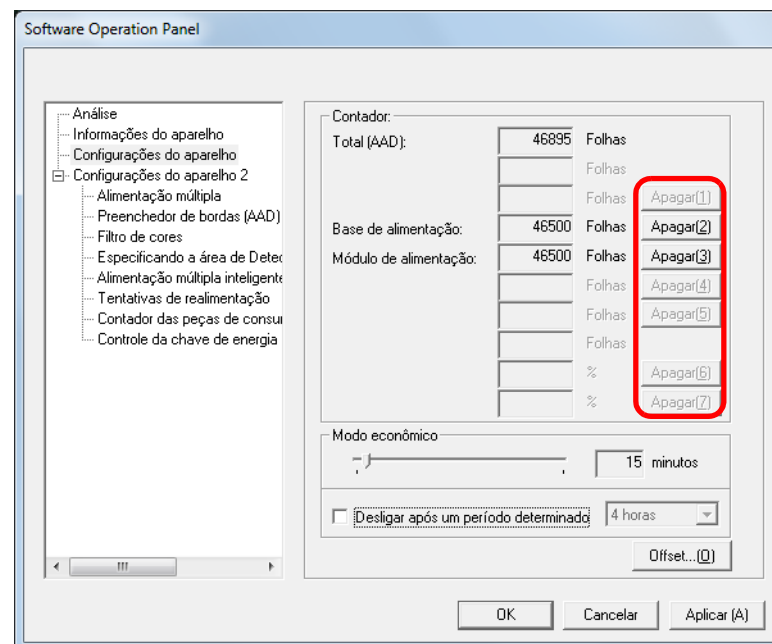 Software Operation Panel
Análise
Informações do aparelho
Configurações do aparelho
Configurações do aparelho 2
Alimentação múltipla
Preenchedor de bordas (AAD)
Filtro de cores
Especificando a área de Detec
Alimentação múltipla inteligente
Tentativas de realimentação
Contador das peças de consu
Controle da chave de energia
Contador:
Total (AAD): 46895 Folhas
Folhas
Folhas Apagar(1)
Base de alimentação: 46500 Folhas Apagar(2)
Módulo de alimentação: 46500 Folhas Apagar(3)
Folhas Apagar(4)
Folhas Apagar(5)
Folhas
% Apagar(6)
% Apagar(7)
Modo econômico
15 minutos
Desligar após um período determinado 4 horas
Offset...(O)
OK Cancelar Aplicar (A)